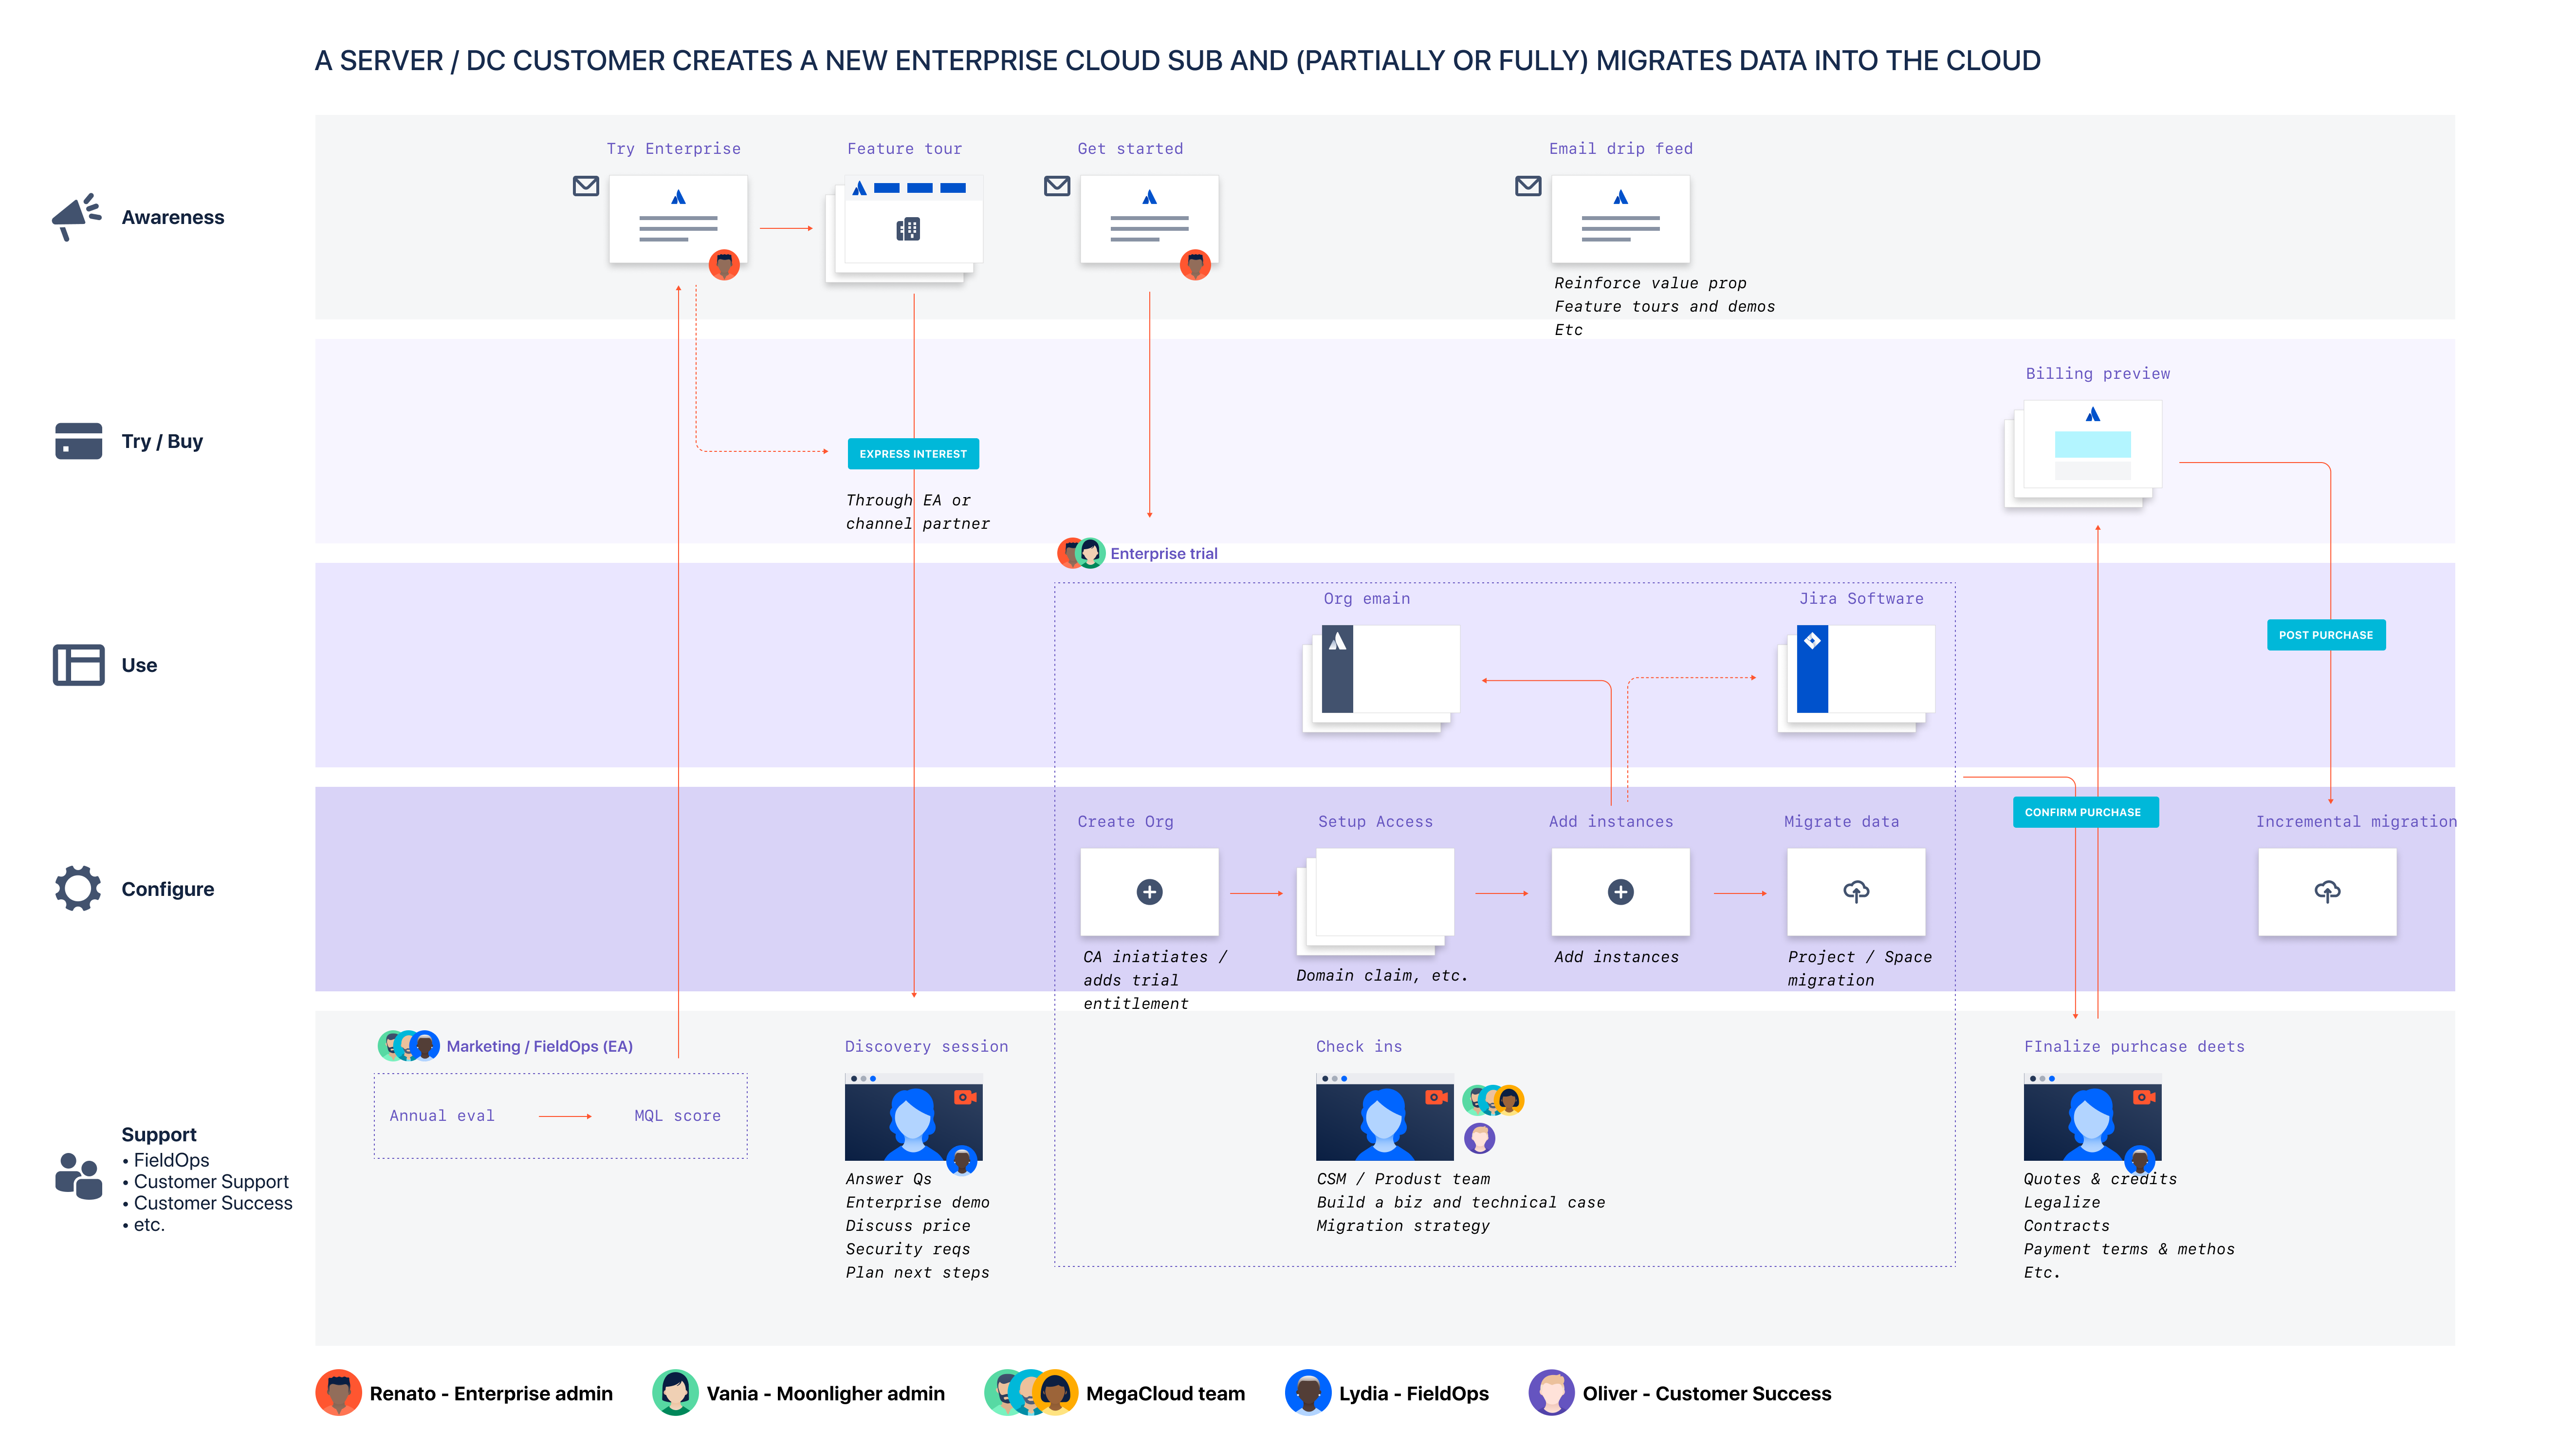 A SERVER / DC CUSTOMER CREATES A NEW ENTERPRISE CLOUD SUB AND (PARTIALLY OR FULLY) MIGRATES DATA INTO THE CLOUD
Awareness
Try Enterprise
Feature tour
Get started
Email drip feed
Reinforce value prop
Feature tours and demos
Etc
Try / Buy
EXPRESS INTEREST
Through EA or
channel partner
Billing preview
Enterprise trial
Use
Org emain
Jira Software
POST PURCHASE
Configure
Create Org
CA iniatiates /
adds trial
entitlement
Setup Access
Domain claim, etc.
Add instances
Add instances
Migrate data
Project / Space
migration
CONFIRM PURCHASE
Incremental migration
Support
• FieldOps
• Customer Support
• Customer Success
• etc.
Marketing / FieldOps (EA)
Annual eval
MQL score
Discovery session
Answer Qs
Enterprise demo
Discuss price
Security reqs
Plan next steps
Check ins
CSM / Produst team
Build a biz and technical case
Migration strategy
FInalize purhcase deets
Quotes & credits
Legalize
Contracts
Payment terms & methos
Etc.
Renato - Enterprise admin
Vania - Moonligher admin
MegaCloud team
Lydia - FieldOps
Oliver - Customer Success